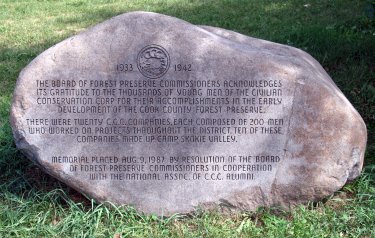 1933 1942
THE BOARD OF FOREST PRESERVE COMMISSIONERS ACKNOWLEDGES
ITS GRATITUDE TO THE THOUSANDS OF YOUNG MEN OF THE CIVILIAN
CONSERVATION CORP FOR THEIR ACCOMPLISHMENTS IN THE EARLY
DEVELOPMENT OF THE COOK COUNTY FOREST PRESERVE.
THERE WERE TWENTY C.C.C. COMPANIES, EACH COMPOSED OF 200 MEN
WHO WORKED ON PROJECTS THROUGHOUT THE DISTRICT. TEN OF THESE
COMPANIES MADE UP CAMP SKOKIE VALLEY.
MEMORIAL PLACED AUG. 9, 1987 BY RESOLUTION OF THE BOARD
OF FOREST PRESERVE COMMISSIONERS IN COOPERATION
WITH THE NATIONAL ASSNC. OF C.C.C. ALUMNI.